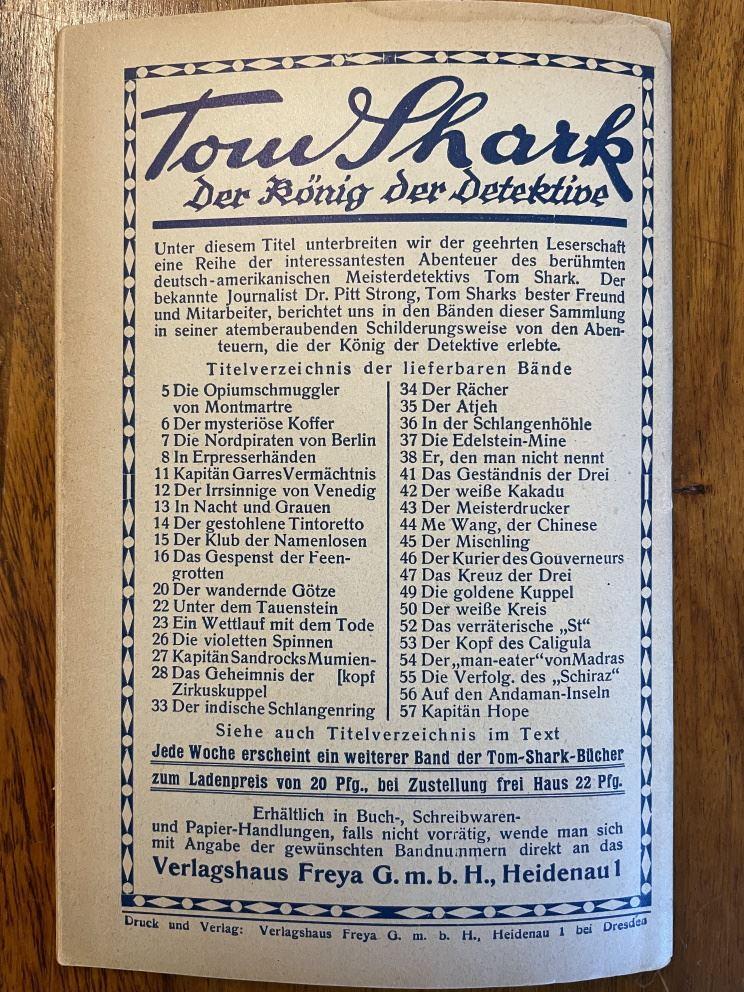 Tom Shark
Der König der Detektive
Unter diesem Titel unterbreiten wir der geehrten Leserschaft
eine Reihe der interessantesten Abenteuer des berühmten
deutsch-amerikanischen Meisterdetektivs Tom Shark. Der
bekannte Journalist Dr. Pitt Strong, Tom Sharks bester Freund
und Mitarbeiter, berichtet uns in den Bänden dieser Sammlung
in seiner atemberaubenden Schilderungsweise von den Aben-
teuern, die der König der Detektive erlebte.
Titelverzeichnis der lieferbaren Bände
5 Die Opiumschmuggler
von Montmartre
6 Der mysteriöse Koffer
7 Die Nordpiraten von Berlin
8 In Erpresserhänden
11 Kapitän Garres Vermächtnis
12 Der Irrsinnige von Venedig
13 In Nacht und Grauen
14 Der gestohlene Tintoretto
15 Der Klub der Namenlosen
16 Das Gespenst der Feen-
grotten
20 Der wandernde Götze
22 Unter dem Tauenstein
23 Ein Wettlauf mit dem Tode
26 Die violetten Spinnen
27 Kapitän Sandrocks Mumien-
28 Das Geheimnis der [kopf
Zirkuskuppel
33 Der indische Schlangenring
34 Der Rächer
35 Der Atjeh
36 In der Schlangenhöhle
37 Die Edelstein-Mine
38 Er, den man nicht nennt
41 Das Geständnis der Drei
42 Der weiße Kakadu
43 Der Meisterdrucker
44 Me Wang, der Chinese
45 Der Mischling
46 Der Kurier des Gouverneurs
47 Das Kreuz der Drei
49 Die goldene Kuppel
50 Der weiße Kreis
52 Das verräterische „St“
53 Der Kopf des Caligula
54 Der „man-eater“ von Madras
55 Die Verfolg. des „Schiraz“
56 Auf den Andaman-Inseln
57 Kapitän Hope
Siehe auch Titelverzeichnis im Text
Jede Woche erscheint ein weiterer Band der Tom-Shark-Bücher
zum Ladenpreis von 20 Pfg., bei Zustellung frei Haus 22 Pfg.
Erhältlich in Buch-, Schreibwaren-
und Papier-Handlungen, falls nicht vorrätig, wende man sich
mit Angabe der gewünschten Bandnummern direkt an das
Verlagshaus Freya G. m. b. H., Heidenau 1
Druck und Verlag: Verlagshaus Freya G. m. b. H., Heidenau 1 bei Dresden